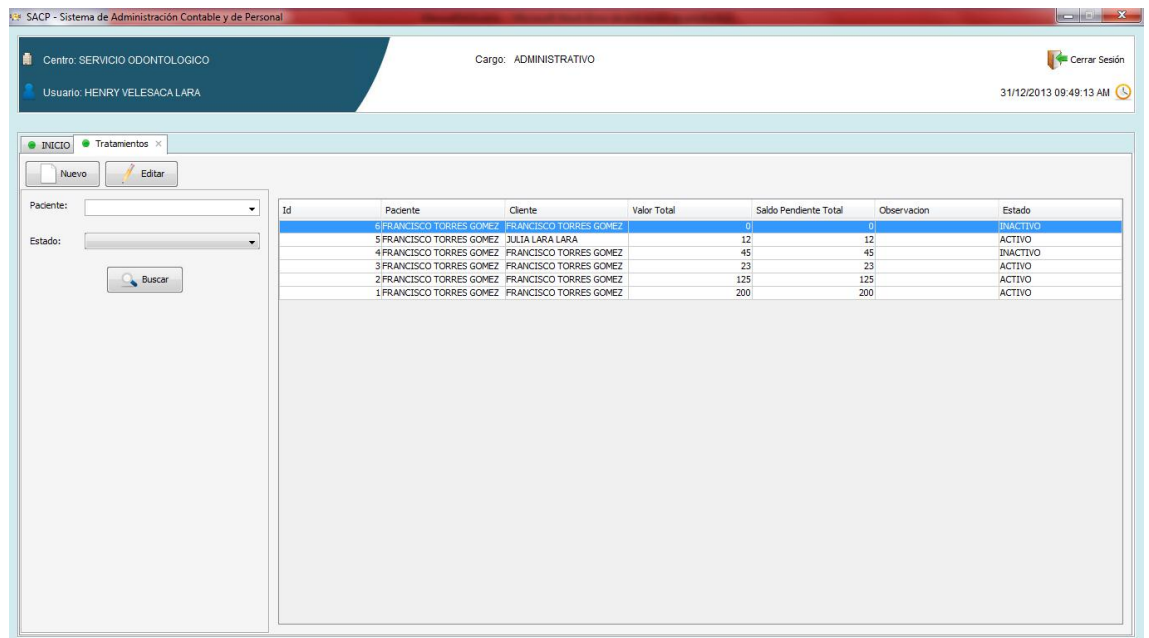 SACP - Sistema de Administración Contable y de Personal
Centro: SERVICIO ODONTOLOGICO
Cargo: ADMINISTRATIVO
Cerrar Sesión
Usuario: HENRY VELESACA LARA
31/12/2013 09:49:13 AM
INICIO Tratamientos
Nuevo Editar
Paciente:
Estado:
Buscar
Id Paciente Cliente Valor Total Saldo Pendiente Total Observacion Estado
6 FRANCISCO TORRES GOMEZ FRANCISCO TORRES GOMEZ 0 0 INACTIVO
5 FRANCISCO TORRES GOMEZ JULIA LARA LARA 12 12 ACTIVO
4 FRANCISCO TORRES GOMEZ FRANCISCO TORRES GOMEZ 45 45 INACTIVO
3 FRANCISCO TORRES GOMEZ FRANCISCO TORRES GOMEZ 23 23 ACTIVO
2 FRANCISCO TORRES GOMEZ FRANCISCO TORRES GOMEZ 125 125 ACTIVO
1 FRANCISCO TORRES GOMEZ FRANCISCO TORRES GOMEZ 200 200 ACTIVO